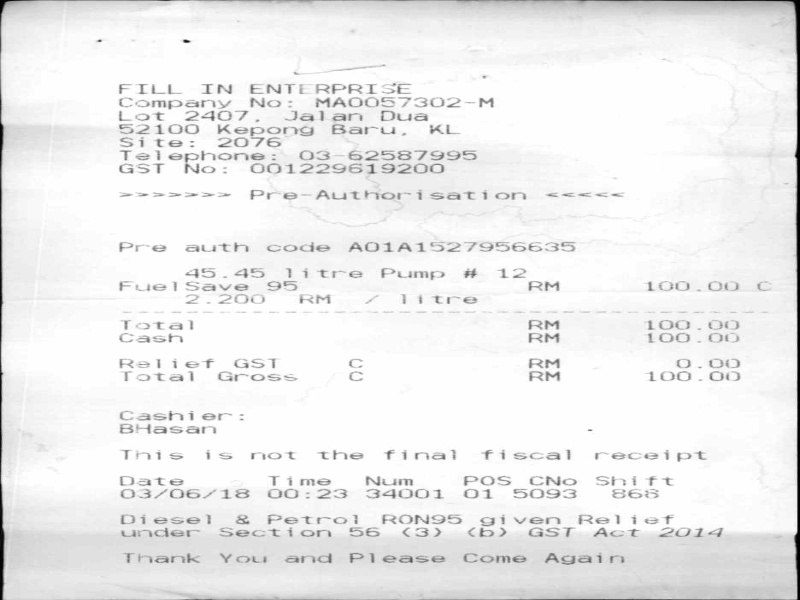 FILL IN ENTERPRISE
Company No: MA0057302-M
Lot 2407, Jalan Dua
52100 Kepong Baru, KL
Site: 2076
Telephone: 03-62587995
GST No: 001229619200
>>>>>>> Pre-Authorisation <<<<<
Pre auth code A01A1527956635
45.45 litre Pump # 12
FuelSave 95 RM 100.00 C
2.200 RM / litre
Total RM 100.00
Cash RM 100.00
Relief GST C RM 0.00
Total Gross C RM 100.00
Cashier:
BHasan
This is not the final fiscal receipt
Date Time Num POS CNo Shift
03/06/18 00:23 34001 01 5093 868
Diesel & Petrol RON95 given Relief
under Section 56 (3) (b) GST Act 2014
Thank You and Please Come Again